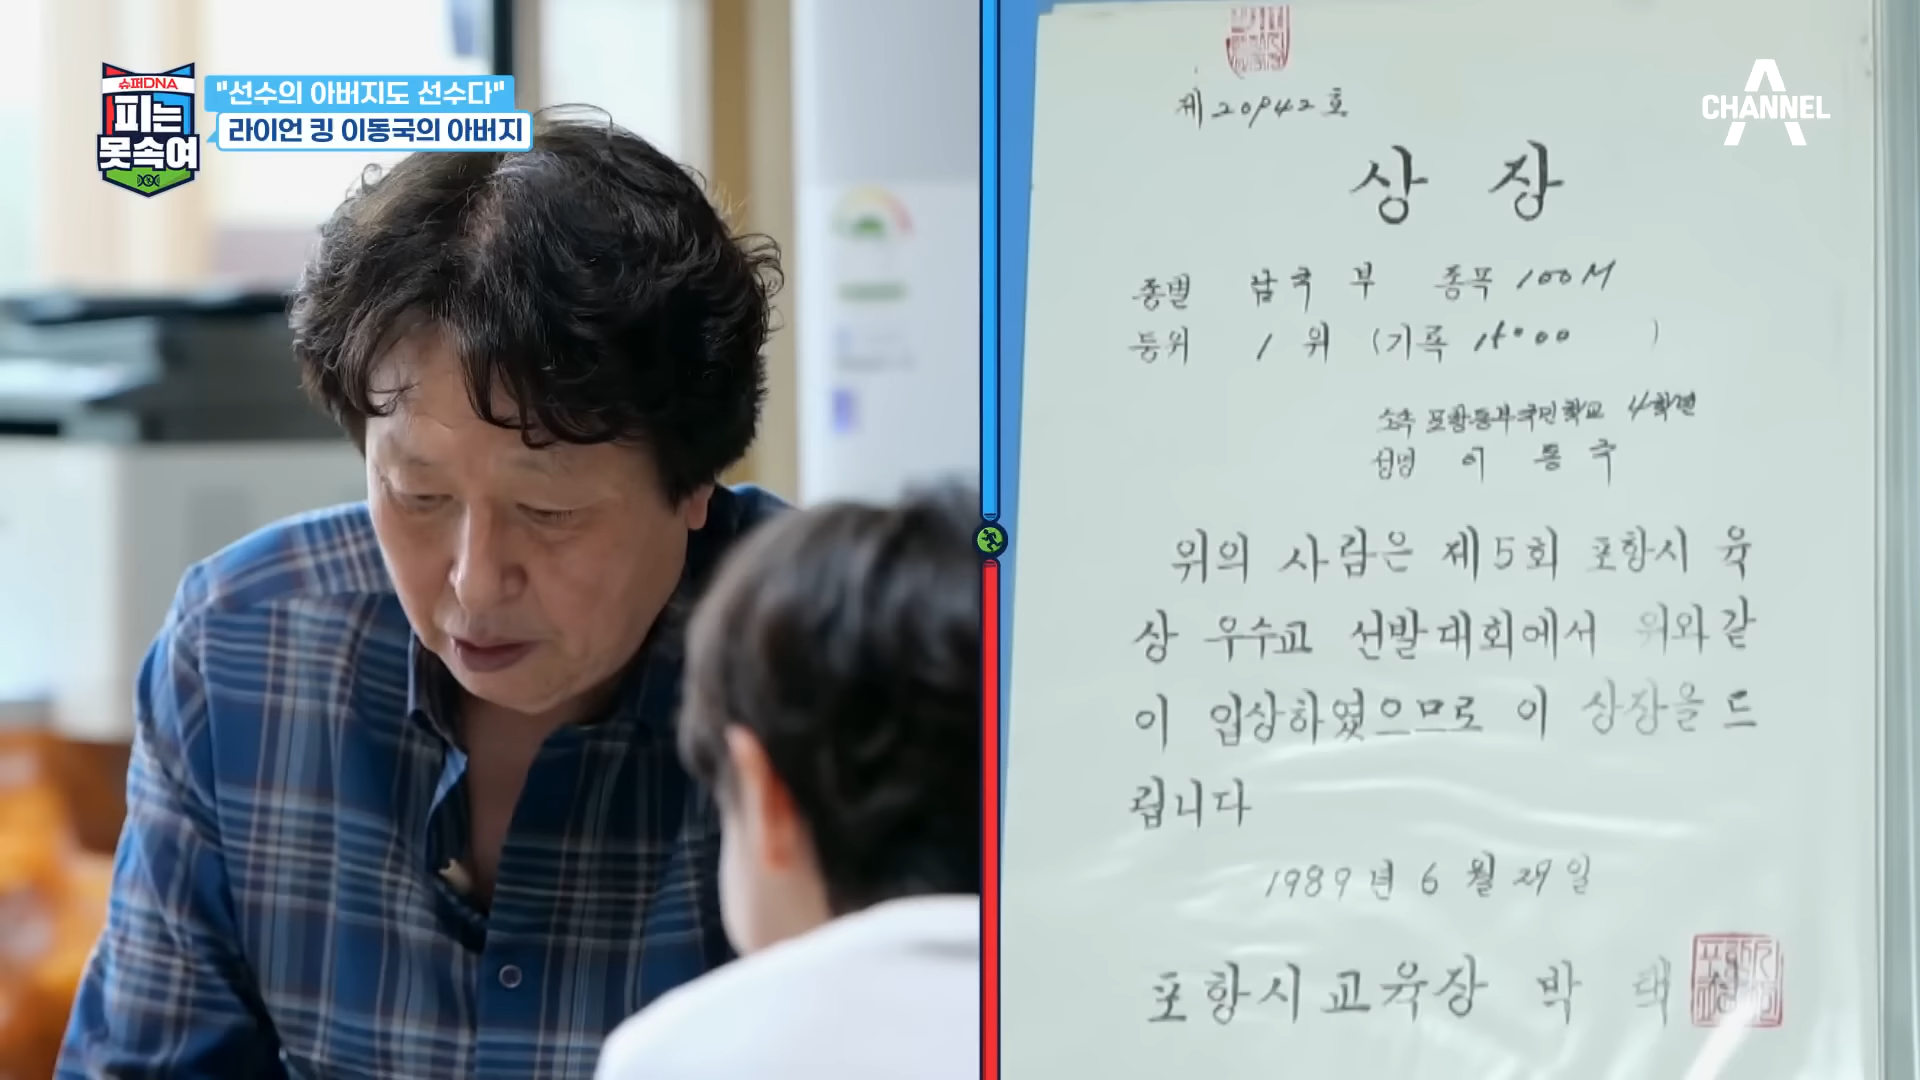 슈퍼DNA
피는
못속여
"선수의 아버지도 선수다"
라이언 킹 이동국의 아버지
CHANNEL A
제20942호
상 장
종별 남국부 종목 100M
등위 1위 (기록 )
소속 포항동부국민학교 4학년
성명 이동국
위의 사람은 제5회 포항시 육
상 우수교 선발대회에서 위와같
이 입상하였으므로 이 상장을 드
립니다
1989년 6월 29일
포항시교육장 박 태